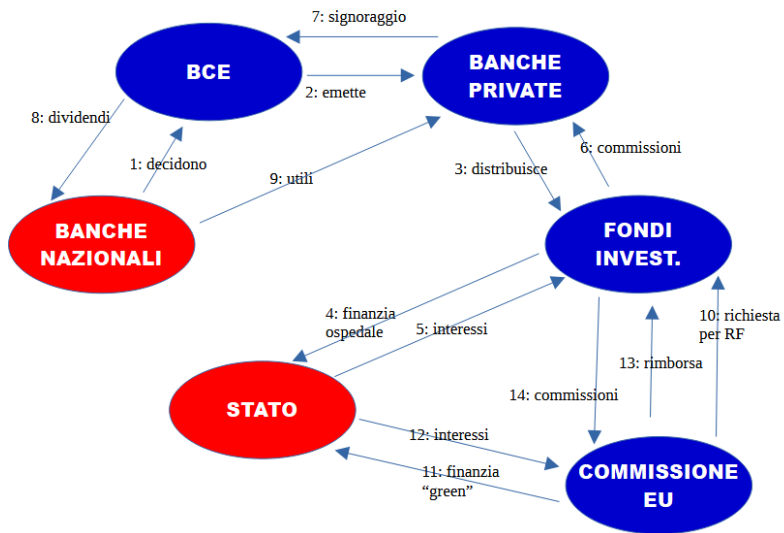 7: signoraggio
BCE
BANCHE
PRIVATE
2: emette
8: dividendi
1: decidono
6: commissioni
3: distribuisce
9: utili
BANCHE
NAZIONALI
FONDI
INVEST.
4: finanzia
ospedale
5: interessi
10: richiesta
per RF
13: rimborsa
14: commissioni
STATO
12: interessi
11: finanzia
“green”
COMMISSIONE
EU